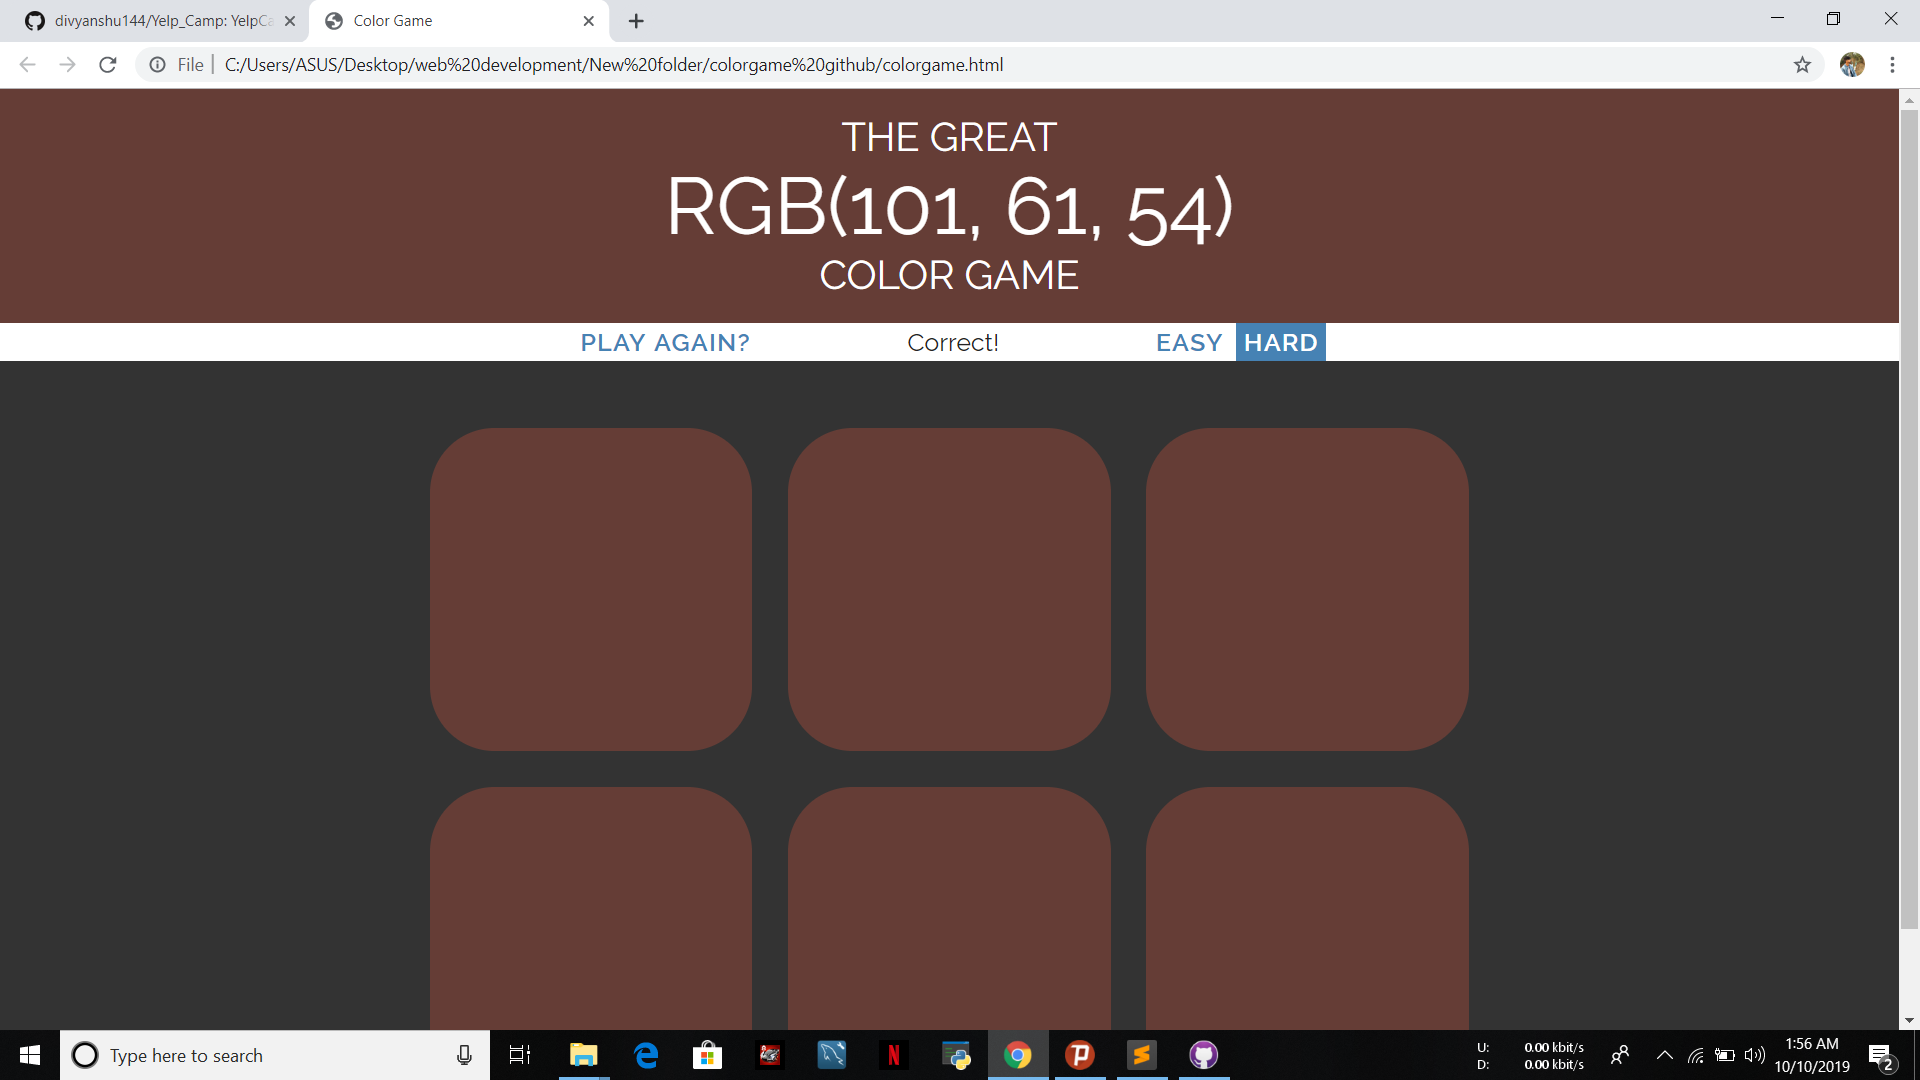 divyanshu144/Yelp_Camp: YelpCa
Color Game
File
C:/Users/ASUS/Desktop/web%20development/New%20folder/colorgame%20github/colorgame.html
THE GREAT
RGB(101, 61, 54)
COLOR GAME
PLAY AGAIN?
Correct!
EASY
HARD
Type here to search
U: 0.00 kbit/s
D: 0.00 kbit/s
1:56 AM
10/10/2019
2